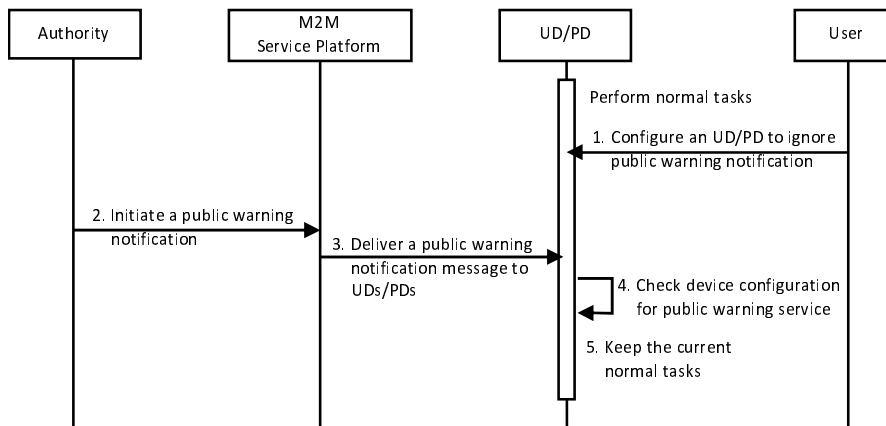 Authority
M2M
Service Platform
UD/PD
User
Perform normal tasks
1. Configure an UD/PD to ignore
public warning notification
2. Initiate a public warning
notification
3. Deliver a public warning
notification message to
UDs/PDs
4. Check device configuration
for public warning service
5. Keep the current
normal tasks